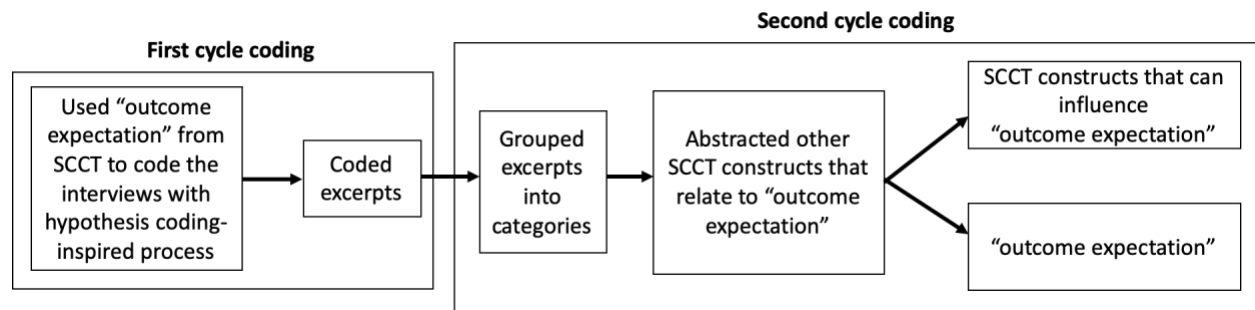 Second cycle coding
First cycle coding
Used “outcome
expectation” from
SCCT to code the
interviews with
hypothesis coding-
inspired process
Coded
excerpts
Grouped
excerpts
into
categories
Abstracted other
SCCT constructs that
relate to “outcome
expectation”
SCCT constructs that can
influence
“outcome expectation”
“outcome expectation”